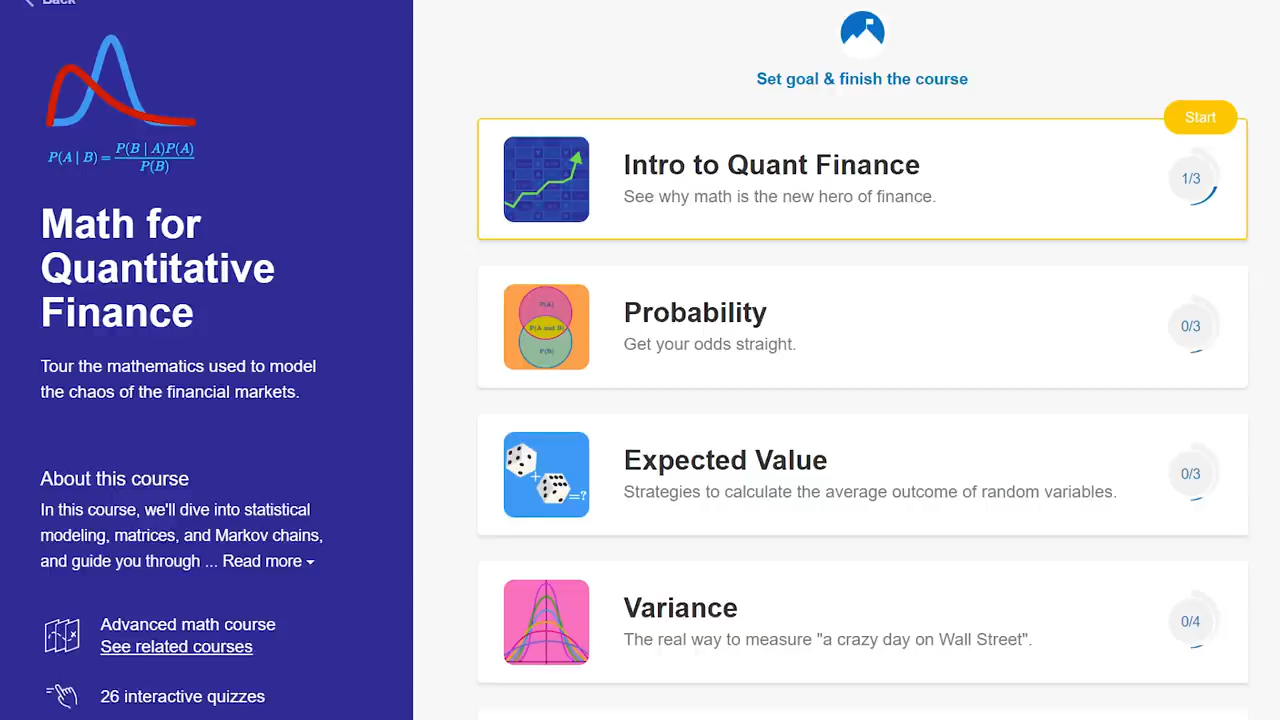 Back
P(A | B) = P(B | A)P(A)
P(B)
Math for
Quantitative
Finance
Tour the mathematics used to model
the chaos of the financial markets.
About this course
In this course, we'll dive into statistical
modeling, matrices, and Markov chains,
and guide you through ... Read more
Advanced math course
See related courses
26 interactive quizzes
Set goal & finish the course
Start
Intro to Quant Finance
See why math is the new hero of finance.
1/3
P(A)
P(A and B)
P(B)
Probability
Get your odds straight.
0/3
+
=?
Expected Value
Strategies to calculate the average outcome of random variables.
0/3
Variance
The real way to measure "a crazy day on Wall Street".
0/4